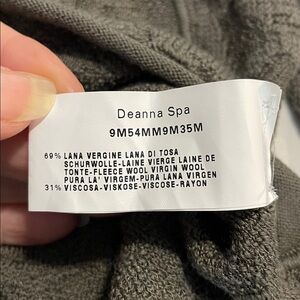 Deanna Spa
9M54MM9M35M
69% LANA VERGINE LANA DI TOSA
SCHURWOLLE-LAINE VIERGE LAINE DE
TONTE-FLEECE WOOL VIRGIN WOOL
PURA LA' VIRGEM-PURA LANA VIRGEN
31% VISCOSA-VISKOSE-VISCOSE-RAYON